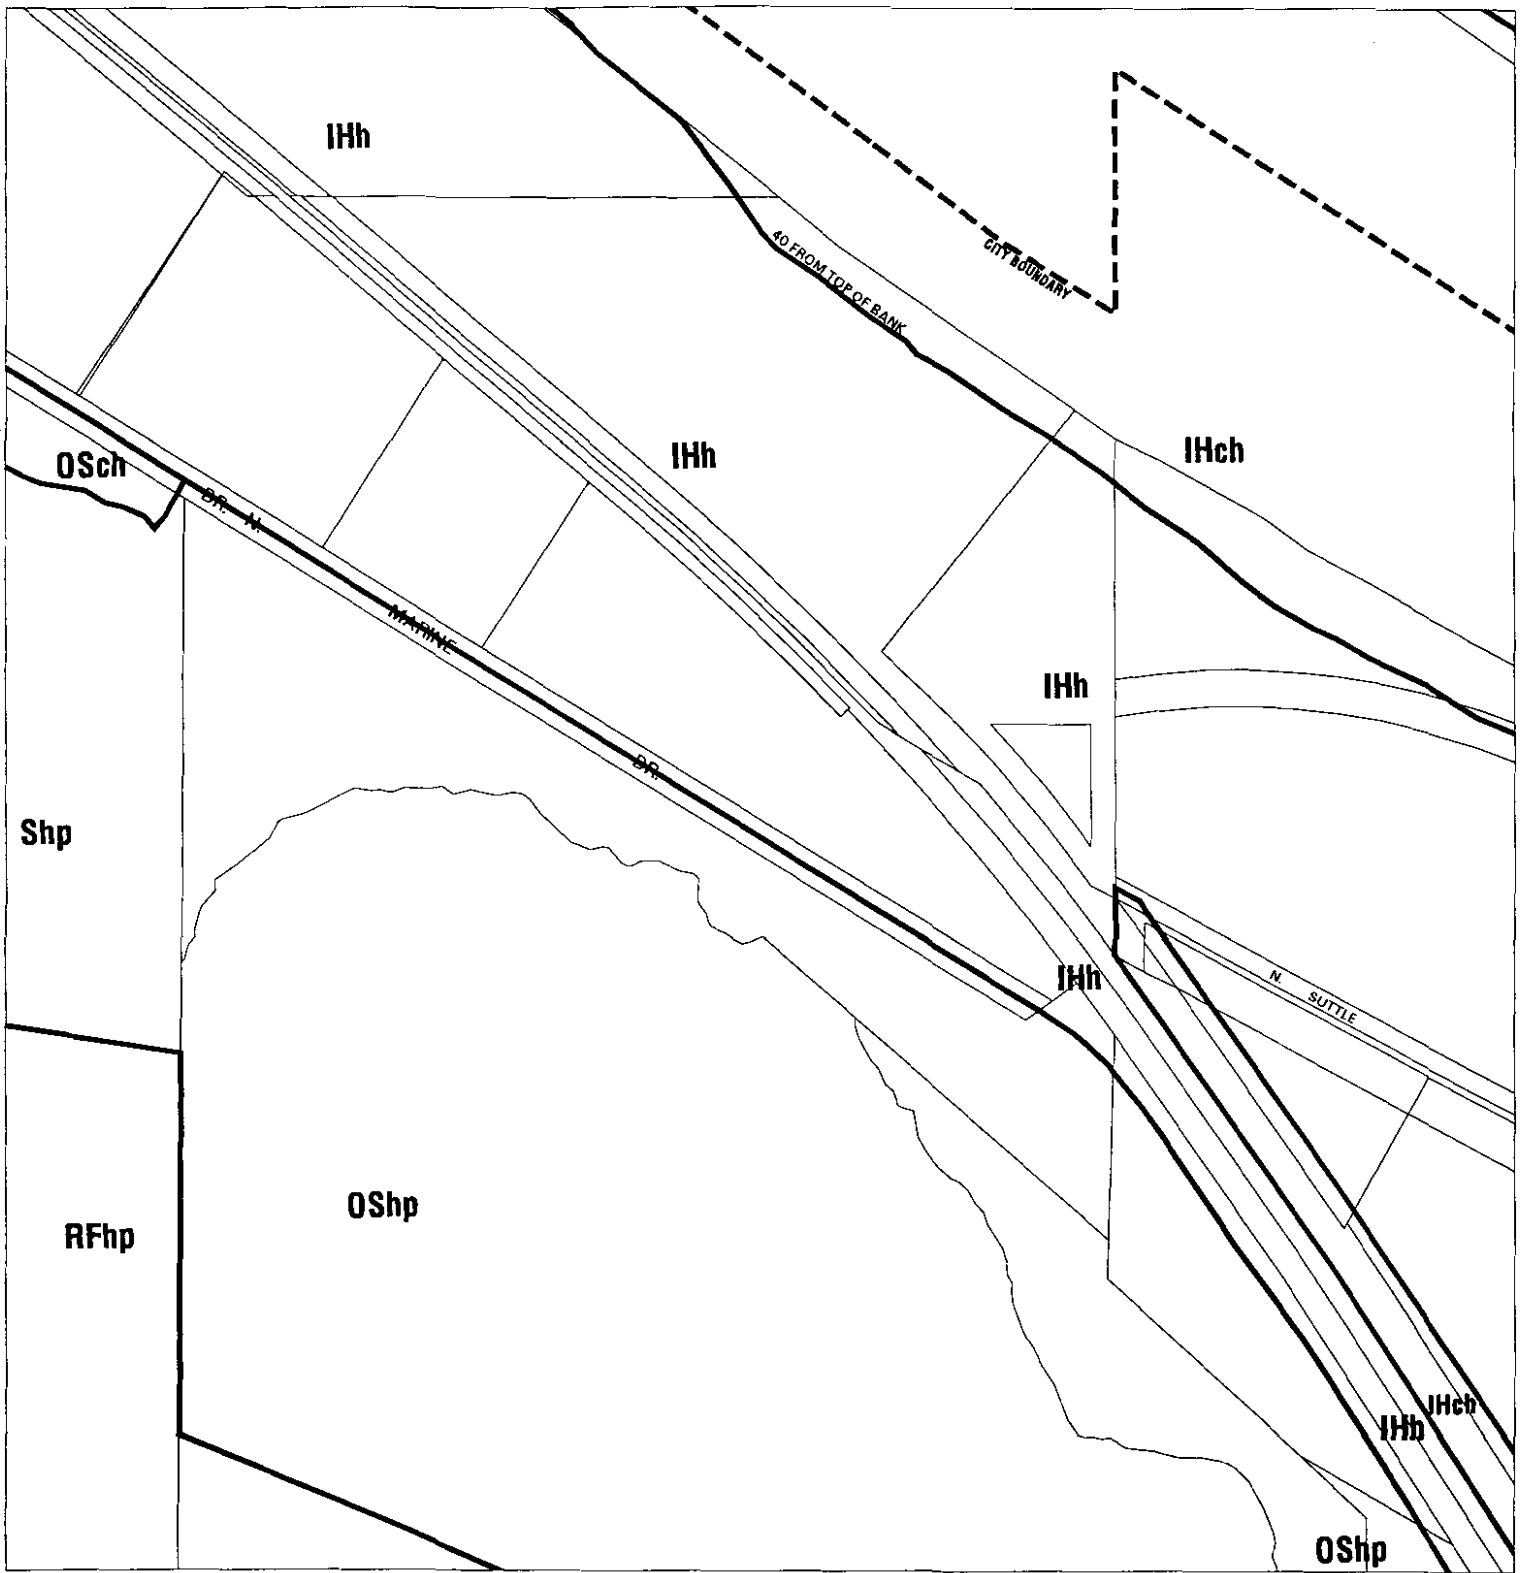 IHh
CITY BOUNDARY
40 FROM TOP OF BANK
IHh
IHch
OSch
DR. N.
MARINE
DR.
IHh
Shp
IHh
N. SUTTLE
OShp
RFhp
IHch
IHh
OShp